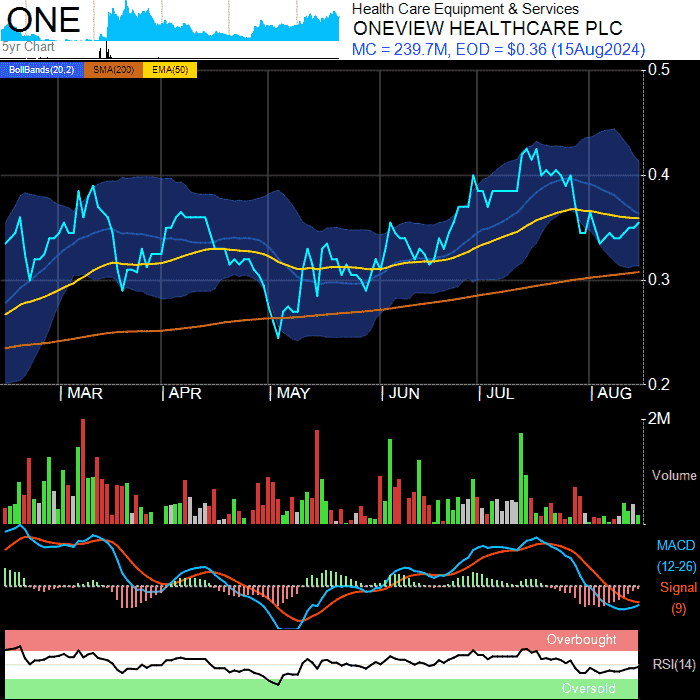 ONE
5yr Chart
Health Care Equipment & Services
ONEVIEW HEALTHCARE PLC
MC = 239.7M, EOD = $0.36 (15Aug2024)
BollBands(20,2) SMA(200) EMA(50)
0.5
0.4
0.3
0.2
MAR APR MAY JUN JUL AUG
2M
Volume
MACD
(12-26)
Signal
(9)
Overbought
RSI(14)
Oversold